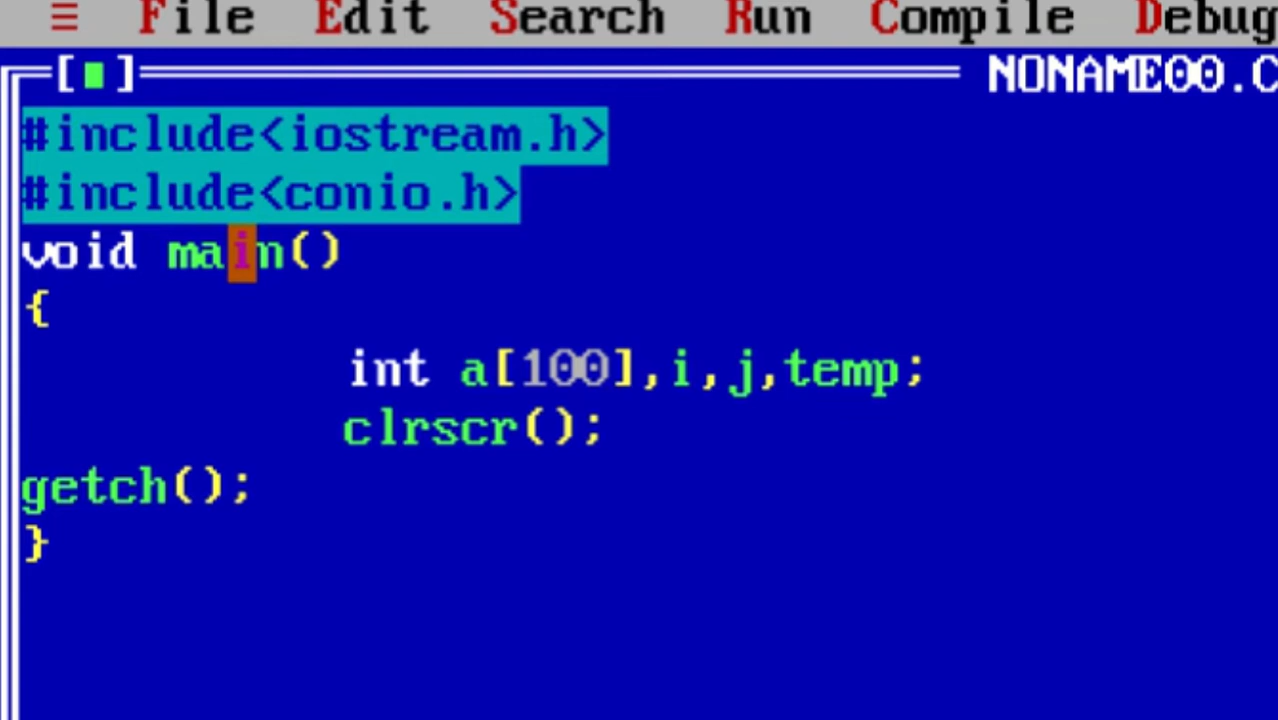 ≡ File Edit Search Run Compile Debug
[■] NONAME00.C
#include<iostream.h>
#include<conio.h>
void main()
{
int a[100],i,j,temp;
clrscr();
getch();
}